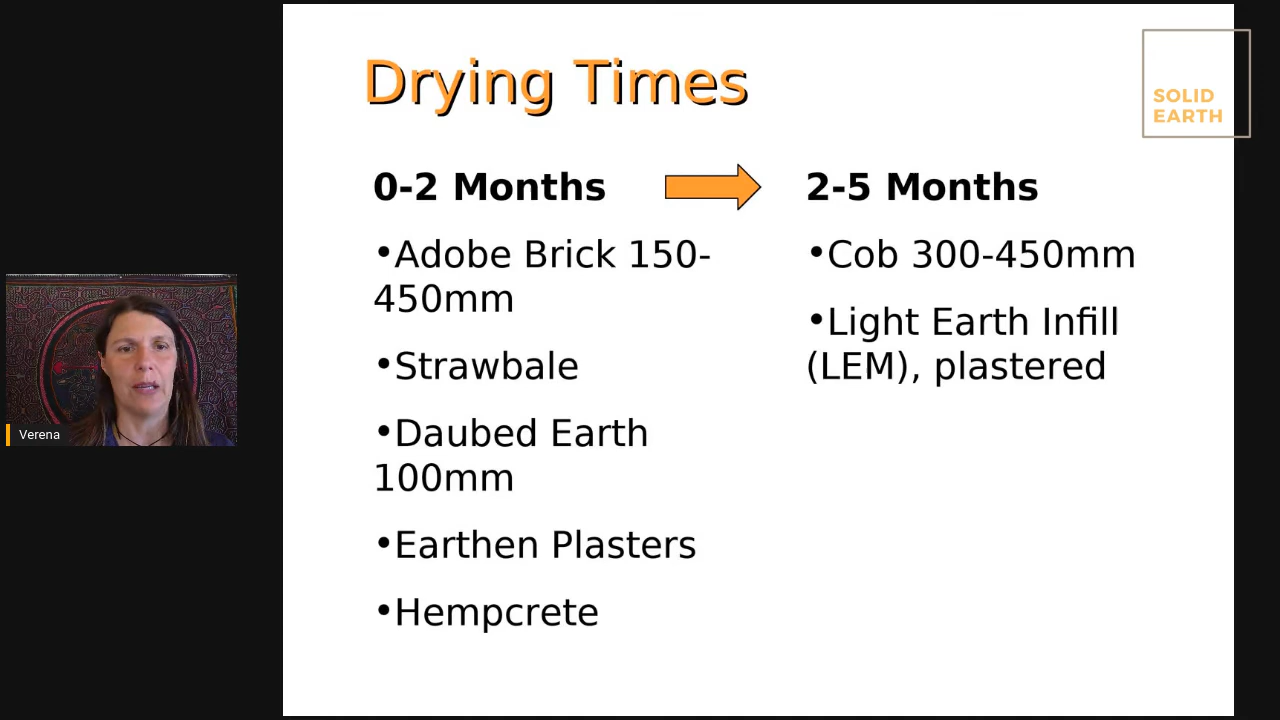 Drying Times
SOLID
EARTH
0-2 Months
•Adobe Brick 150-
450mm
•Strawbale
•Daubed Earth
100mm
•Earthen Plasters
•Hempcrete
2-5 Months
•Cob 300-450mm
•Light Earth Infill
(LEM), plastered
Verena